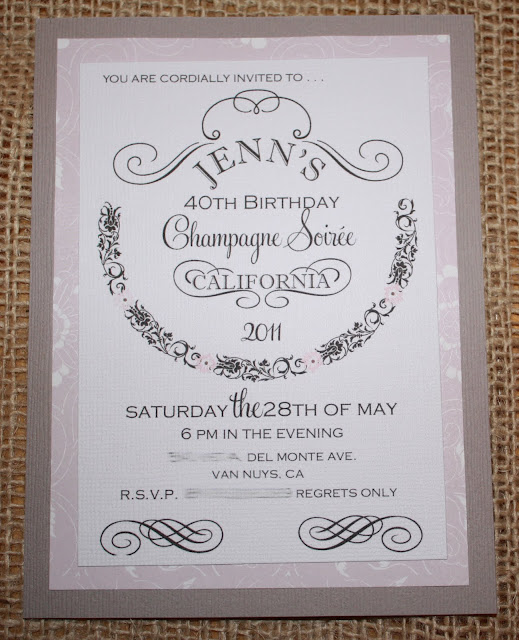 YOU ARE CORDIALLY INVITED TO . . .
JENN'S
40TH BIRTHDAY
Champagne Soirée
CALIFORNIA
2011
SATURDAY the 28TH OF MAY
6 PM IN THE EVENING
DEL MONTE AVE.
VAN NUYS, CA
R.S.V.P. REGRETS ONLY